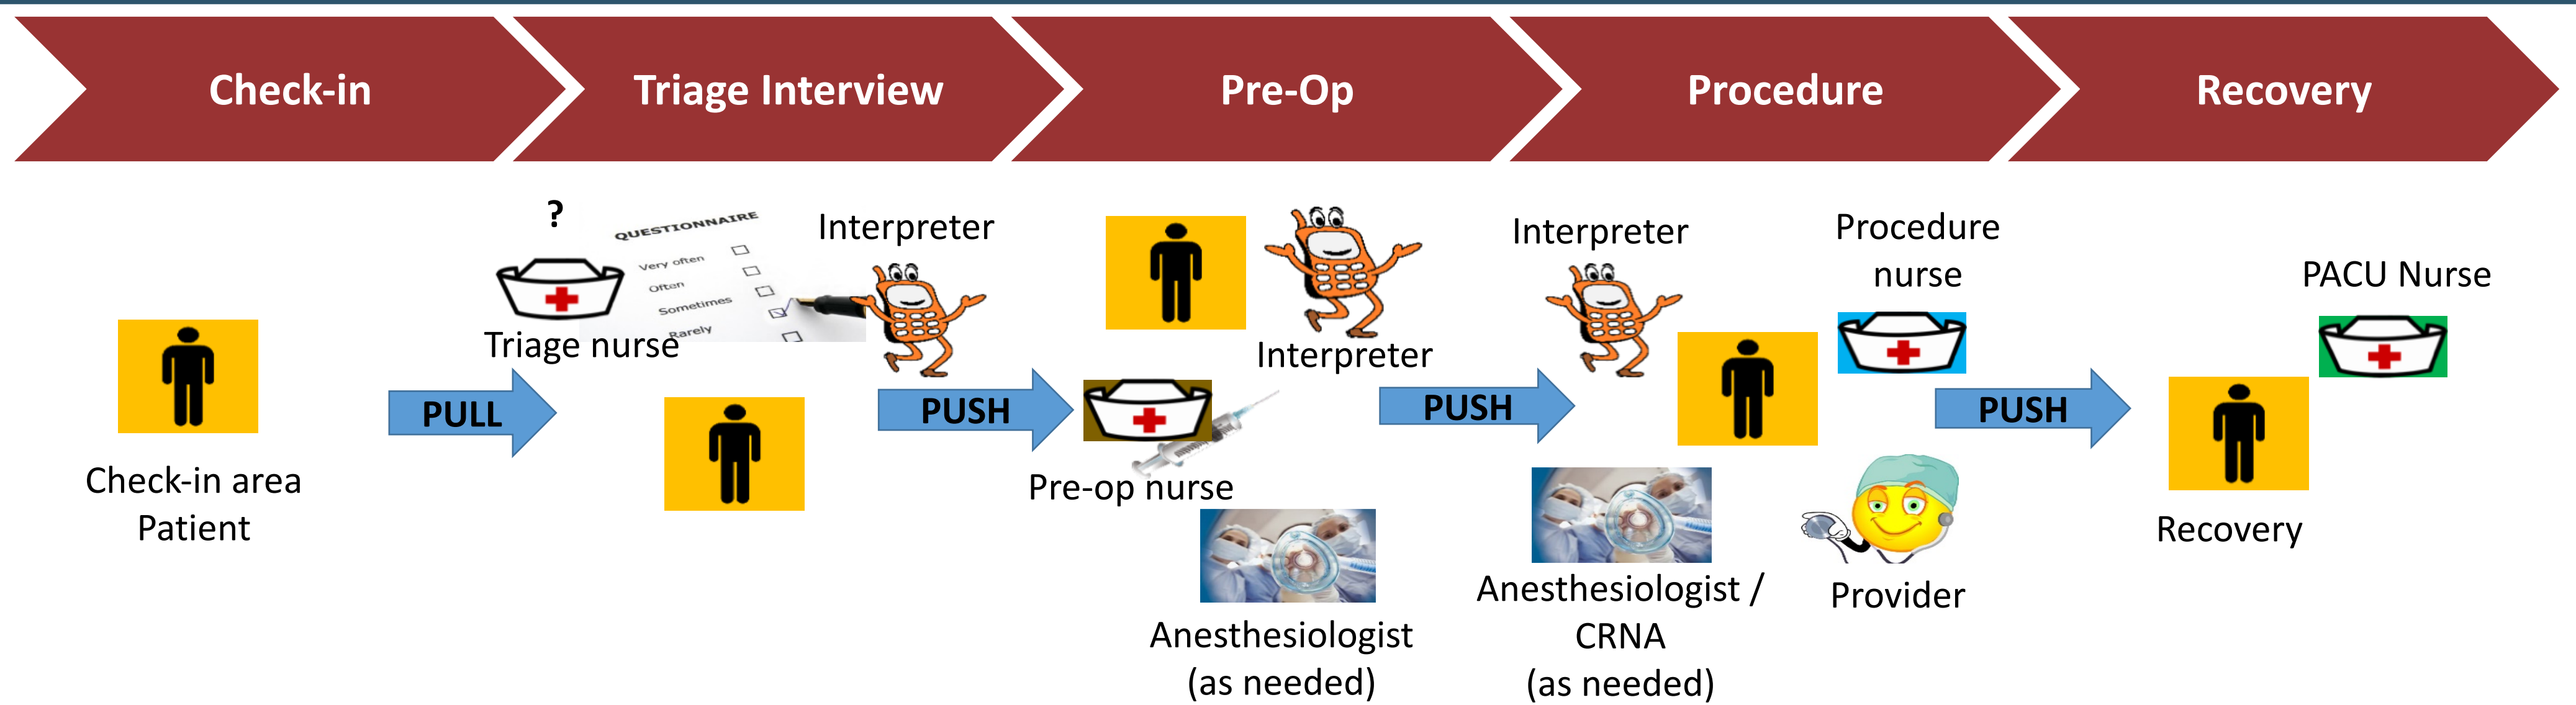 Check-in
Triage Interview
Pre-Op
Procedure
Recovery
Check-in area
Patient
PULL
?
Triage nurse
QUESTIONNAIRE
Very often
Often
Sometimes
Rarely
Interpreter
PUSH
Interpreter
Pre-op nurse
Anesthesiologist
(as needed)
PUSH
Interpreter
Procedure
nurse
Anesthesiologist /
CRNA
(as needed)
Provider
PUSH
PACU Nurse
Recovery